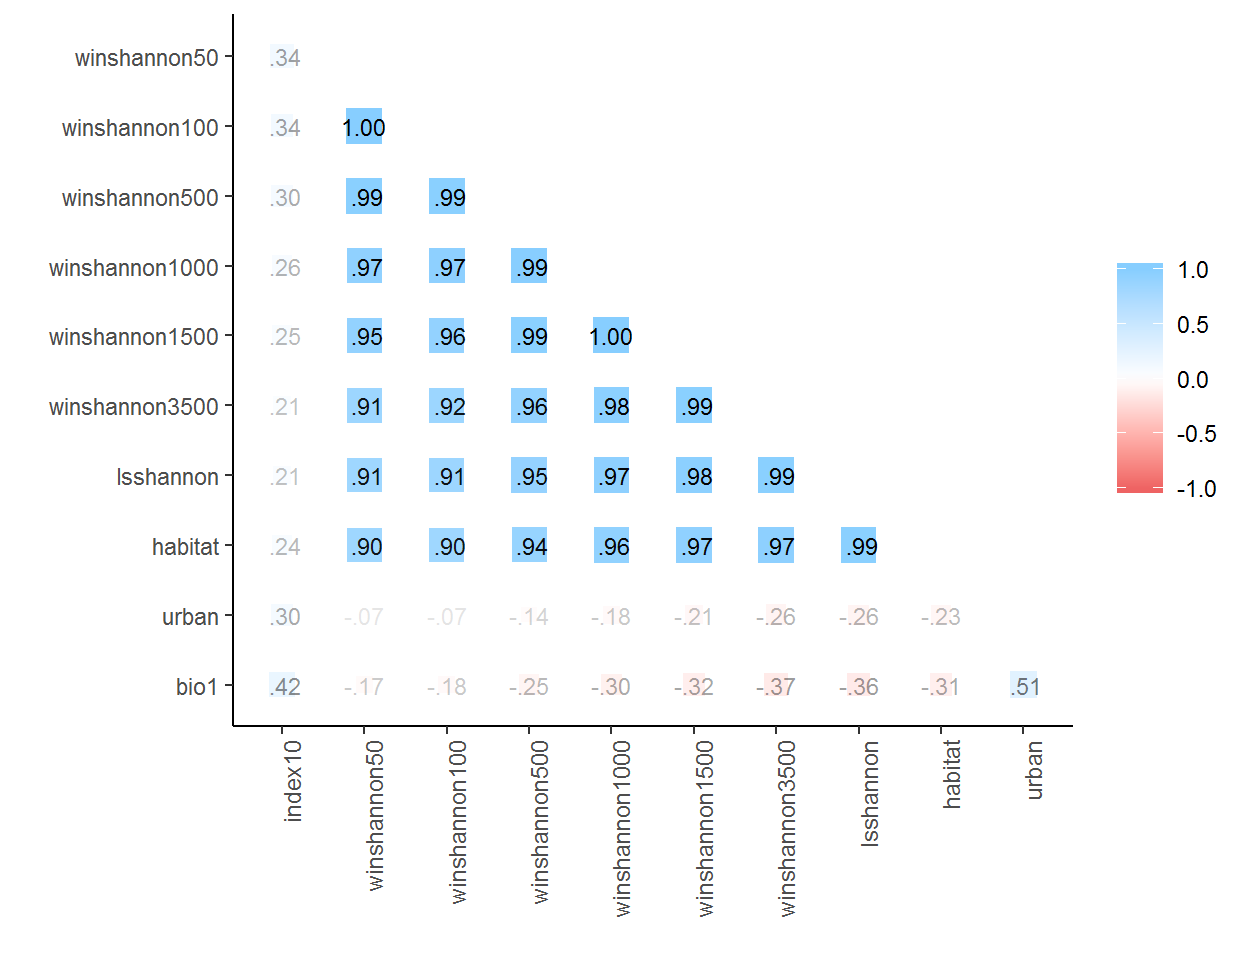 winshannon50 .34
winshannon100 .34 1.00
winshannon500 .30 .99 .99
winshannon1000 .26 .97 .97 .99
winshannon1500 .25 .95 .96 .99 1.00
winshannon3500 .21 .91 .92 .96 .98 .99
lsshannon .21 .91 .91 .95 .97 .98 .99
habitat .24 .90 .90 .94 .96 .97 .97 .99
urban .30 -.07 -.07 -.14 -.18 -.21 -.26 -.26 -.23
bio1 .42 -.17 -.18 -.25 -.30 -.32 -.37 -.36 -.31 .51
index10
winshannon50
winshannon100
winshannon500
winshannon1000
winshannon1500
winshannon3500
lsshannon
habitat
urban
1.0
0.5
0.0
-0.5
-1.0